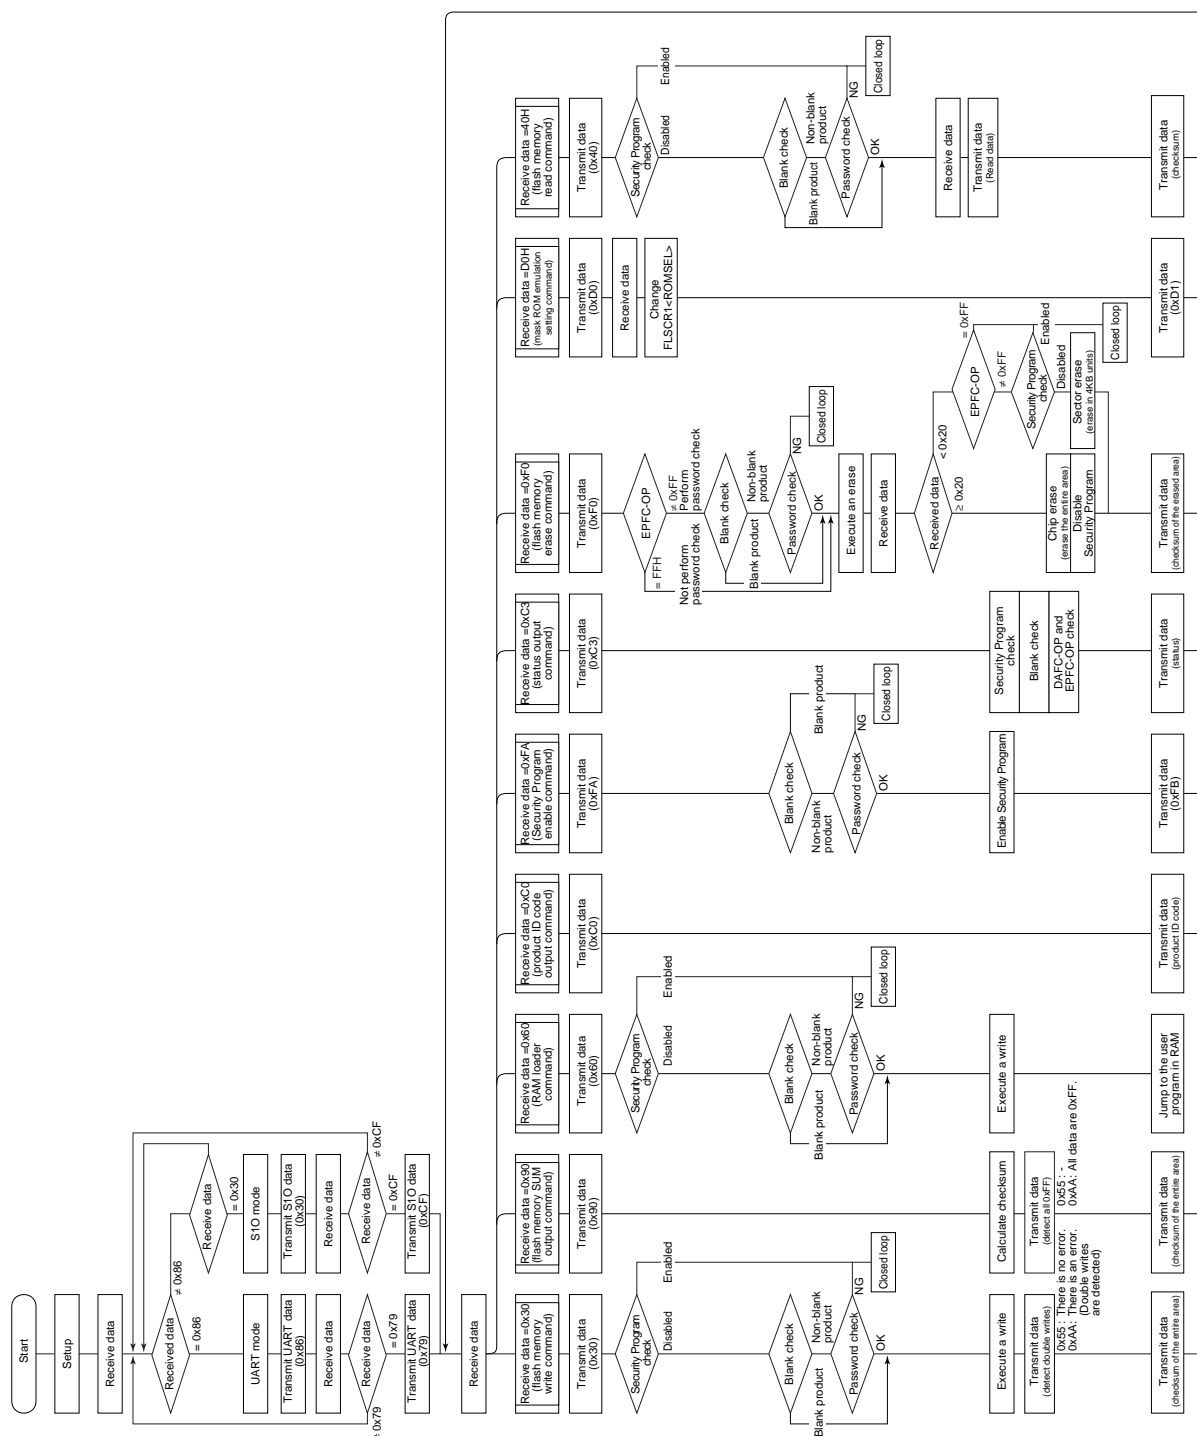 Start
Setup
Receive data
Received data
≠ 0x86
= 0x86
UART mode
Transmit UART data
(0x86)
Receive data
Receive data
= 0x79
≠ 0x79
Transmit UART data
(0x79)
Receive data
= 0x30
S1O mode
Transmit S1O data
(0x30)
Receive data
Receive data
≠ 0xCF
= 0xCF
Transmit S1O data
(0xCF)
Receive data
Receive data =0x30
(flash memory
write command)
Transmit data
(0x30)
Security Program
check
Enabled
Disabled
Blank check
Blank product
Non-blank
product
Password check
NG
OK
Closed loop
Execute a write
Transmit data
(detect double writes)
0x55 : There is no error.
0xAA: There is an error.
(Double writes
are detected)
Transmit data
(checksum of the entire area)
Receive data =0x90
(flash memory SUM
output command)
Transmit data
(0x90)
Calculate checksum
Transmit data
(detect all 0xFF)
0x55 : -
0xAA: All data are 0xFF.
Transmit data
(checksum of the entire area)
Receive data =0x60
(RAM loader
command)
Transmit data
(0x60)
Security Program
check
Enabled
Disabled
Blank check
Blank product
Non-blank
product
Password check
NG
OK
Closed loop
Execute a write
Jump to the user
program in RAM
Receive data =0xC0
(product ID code
output command)
Transmit data
(0xC0)
Transmit data
(product ID code)
Receive data =0xFA
(Security Program
enable command)
Transmit data
(0xFA)
Blank check
Blank product
Non-blank
product
Password check
NG
OK
Closed loop
Enable Security Program
Transmit data
(0xFB)
Receive data =0xC3
(status output
command)
Transmit data
(0xC3)
Security Program
check
Blank check
DAFC-OP and
EPFC-OP check
Transmit data
(status)
Receive data =0xF0
(flash memory
erase command)
Transmit data
(0xF0)
EPFC-OP
= FFH
Not perform
password check
≠ 0xFF
Perform
password check
Blank check
Blank product
Non-blank
product
Password check
NG
OK
Closed loop
Execute an erase
Receive data
Received data
< 0x20
≥ 0x20
EPFC-OP
= 0xFF
≠ 0xFF
Security Program
check
Enabled
Disabled
Closed loop
Chip erase
(erase the entire area)
Disable
Security Program
Sector erase
(erase in 4KB units)
Transmit data
(checksum of the erased area)
Receive data =D0H
(mask ROM emulation
setting command)
Transmit data
(0xD0)
Receive data
Change
FLSCR1<ROMSEL>
Transmit data
(0xD1)
Receive data =40H
(flash memory
read command)
Transmit data
(0x40)
Security Program
check
Enabled
Disabled
Blank check
Blank product
Non-blank
product
Password check
NG
OK
Closed loop
Receive data
Transmit data
(Read data)
Transmit data
(checksum)